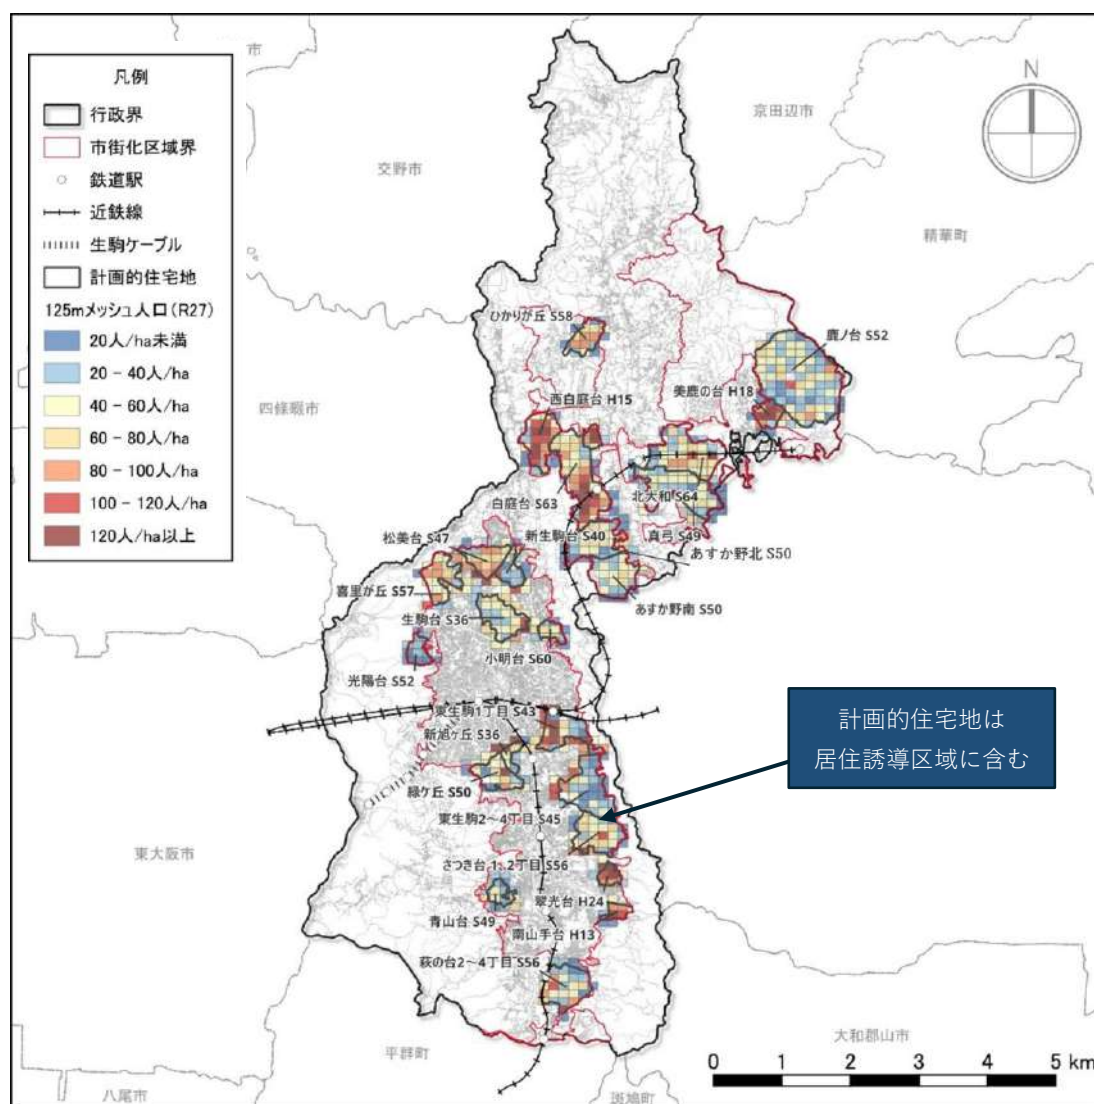 凡例
行政界
市街化区域界
鉄道駅
近鉄線
生駒ケーブル
計画的住宅地
125mメッシュ人口(R27)
20人/ha未満
20 - 40人/ha
40 - 60人/ha
60 - 80人/ha
80 - 100人/ha
100 - 120人/ha
120人/ha以上
市
N
京田辺市
交野市
精華町
ひかりが丘 S58
鹿ノ台 S52
美鹿の台 H18
西白庭台 H15
四條畷市
白庭台 S63
北大和 S64
松美台 S47
新生駒台 S40
真弓 S49
あすか野北 S50
喜里が丘 S57
あすか野南 S50
生駒台 S36
小明台 S60
光陽台 S52
東生駒1丁目 S43
新旭ヶ丘 S36
計画的住宅地は
居住誘導区域に含む
緑ケ丘 S50
東生駒2~4丁目 S45
東大阪市
さつき台 1、2丁目 S56
翠光台 H24
青山台 S49
南山手台 H13
萩の台2~4丁目 S56
大和郡山市
平群町
0 1 2 3 4 5 km
八尾市
斑鳩町